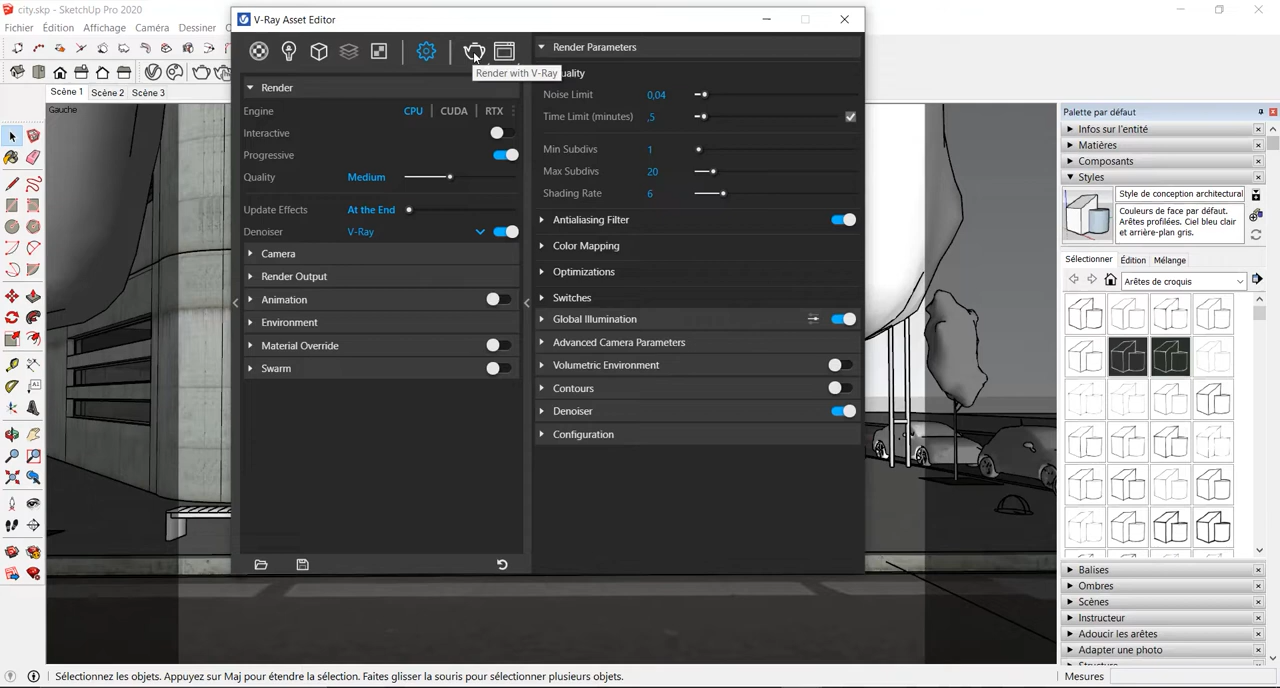 city.skp - SketchUp Pro 2020
Fichier Édition Affichage Caméra Dessiner
V-Ray Asset Editor
Render with V-Ray
Scène 1 Scène 2 Scène 3
Gauche
Render
Engine CPU CUDA RTX
Interactive
Progressive
Quality Medium
Update Effects At the End
Denoiser V-Ray
Camera
Render Output
Animation
Environment
Material Override
Swarm
Render Parameters
Noise Limit 0,04
Time Limit (minutes) ,5
Min Subdivs 1
Max Subdivs 20
Shading Rate 6
Antialiasing Filter
Color Mapping
Optimizations
Switches
Global Illumination
Advanced Camera Parameters
Volumetric Environment
Contours
Denoiser
Configuration
Palette par défaut
Infos sur l'entité
Matières
Composants
Styles
Style de conception architectural
Couleurs de face par défaut.
Arêtes profilées. Ciel bleu clair
et arrière-plan gris.
Sélectionner Édition Mélange
Arêtes de croquis
Balises
Ombres
Scènes
Instructeur
Adoucir les arêtes
Adapter une photo
Sélectionnez les objets. Appuyez sur Maj pour étendre la sélection. Faites glisser la souris pour sélectionner plusieurs objets.
Mesures